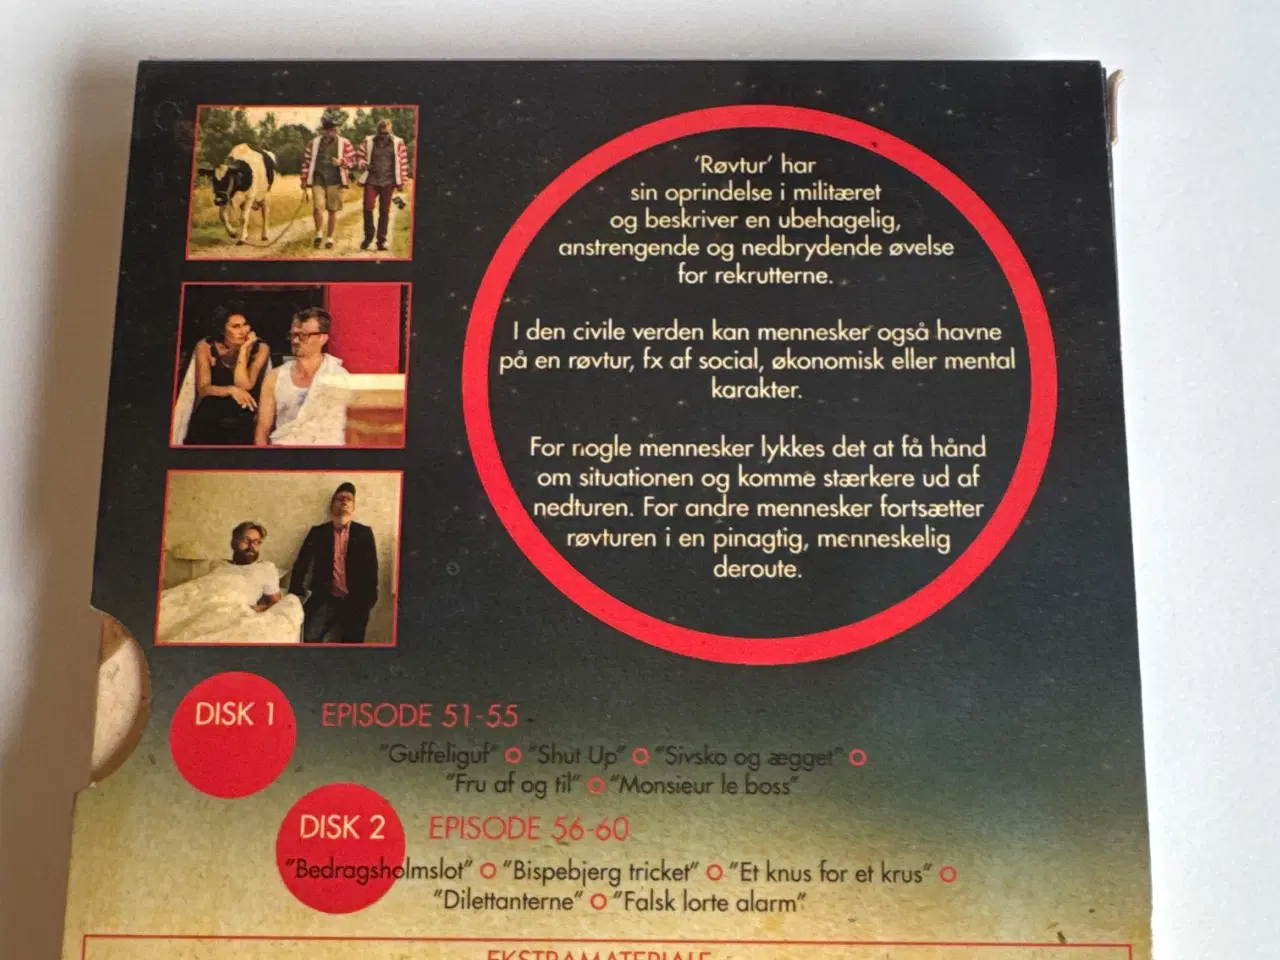 'Røvtur' har
sin oprindelse i militæret
og beskriver en ubehagelig,
anstrengende og nedbrydende øvelse
for rekrutterne.
I den civile verden kan mennesker også havne
på en røvtur, fx af social, økonomisk eller mental
karakter.
For nogle mennesker lykkes det at få hånd
om situationen og komme stærkere ud af
nedturen. For andre mennesker fortsætter
røvturen i en pinagtig, menneskelig
deroute.
DISK 1 EPISODE 51-55
"Guffeliguf" o "Shut Up" o "Sivsko og ægget" o
"Fru af og til" o "Monsieur le boss"
DISK 2 EPISODE 56-60
"Bedragsholmslot" o "Bispebjerg tricket" o "Et knus for et krus" o
"Dilettanterne" o "Falsk lorte alarm"
EKSTRAMATERIALE